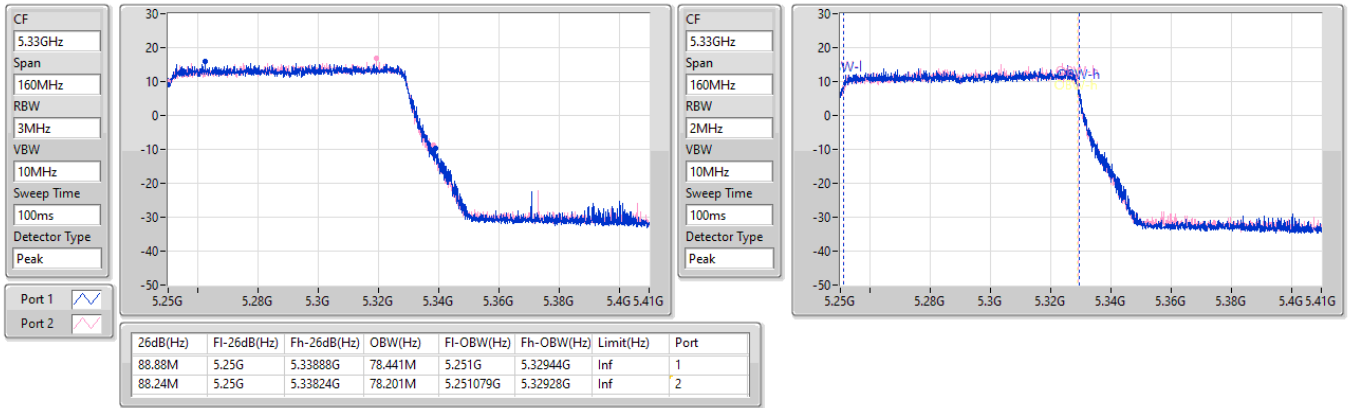 CF
5.33GHz
Span
160MHz
RBW
3MHz
VBW
10MHz
Sweep Time
100ms
Detector Type
Peak
Port 1
Port 2
30
20
10
0
-10
-20
-30
-40
-50
5.25G 5.28G 5.3G 5.32G 5.34G 5.36G 5.38G 5.4G 5.41G
CF
5.33GHz
Span
160MHz
RBW
2MHz
VBW
10MHz
Sweep Time
100ms
Detector Type
Peak
30
20
10
0
-10
-20
-30
-40
-50
W-l
OBW-h
5.25G 5.28G 5.3G 5.32G 5.34G 5.36G 5.38G 5.4G 5.41G
26dB(Hz) Fl-26dB(Hz) Fh-26dB(Hz) OBW(Hz) Fl-OBW(Hz) Fh-OBW(Hz) Limit(Hz) Port
88.88M 5.25G 5.33888G 78.441M 5.251G 5.32944G Inf 1
88.24M 5.25G 5.33824G 78.201M 5.251079G 5.32928G Inf 2